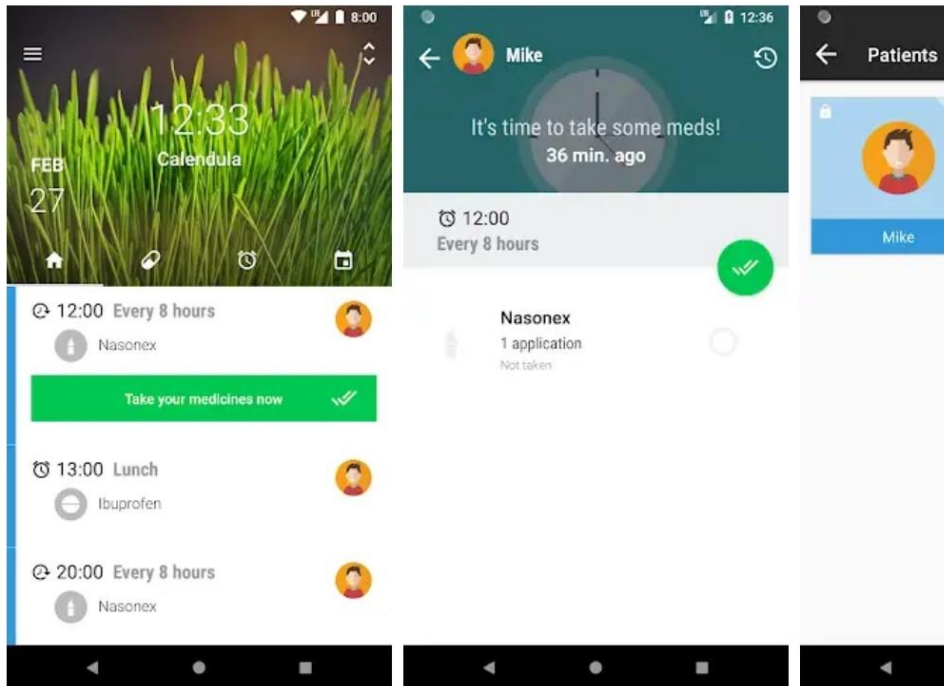 LTE 8:00
12:33
Calendula
FEB
27
12:00 Every 8 hours
Nasonex
Take your medicines now
13:00 Lunch
Ibuprofen
20:00 Every 8 hours
Nasonex
LTE 12:36
Mike
It's time to take some meds!
36 min. ago
12:00
Every 8 hours
Nasonex
1 application
Not taken
Patients
Mike